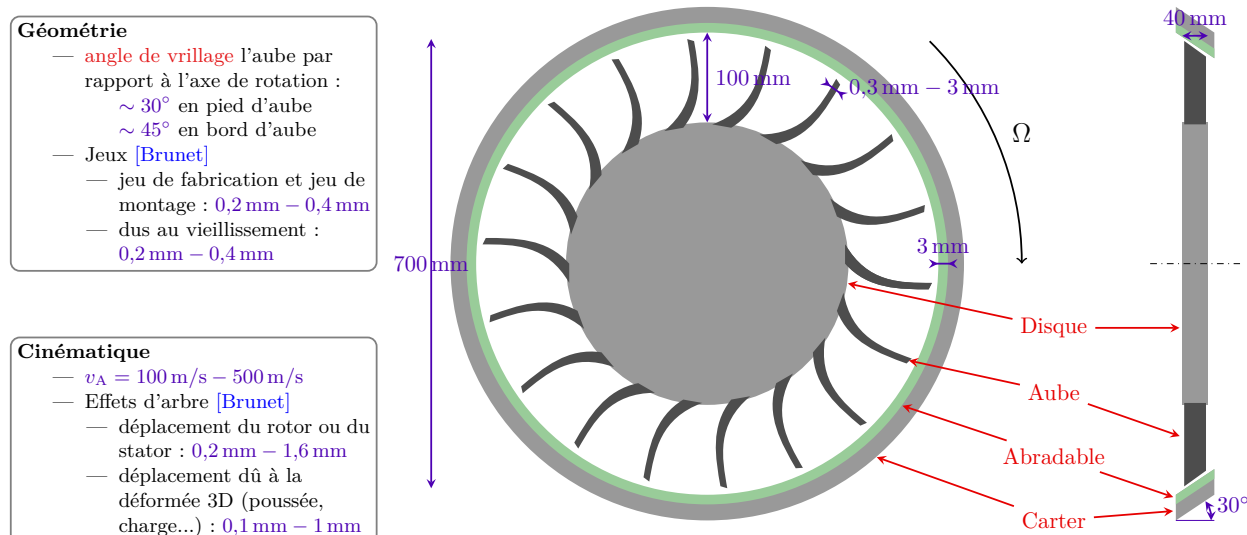 Géométrie
— angle de vrillage l'aube par
rapport à l'axe de rotation :
∼ 30° en pied d'aube
∼ 45° en bord d'aube
— Jeux [Brunet]
— jeu de fabrication et jeu de
montage : 0,2 mm − 0,4 mm
— dus au vieillissement :
0,2 mm − 0,4 mm
Cinématique
— vA = 100 m/s − 500 m/s
— Effets d'arbre [Brunet]
— déplacement du rotor ou du
stator : 0,2 mm − 1,6 mm
— déplacement dû à la
déformée 3D (poussée,
charge...) : 0,1 mm − 1 mm
700 mm
100 mm
0,3 mm − 3 mm
Ω
3 mm
40 mm
Disque
Aube
Abradable
Carter
30°